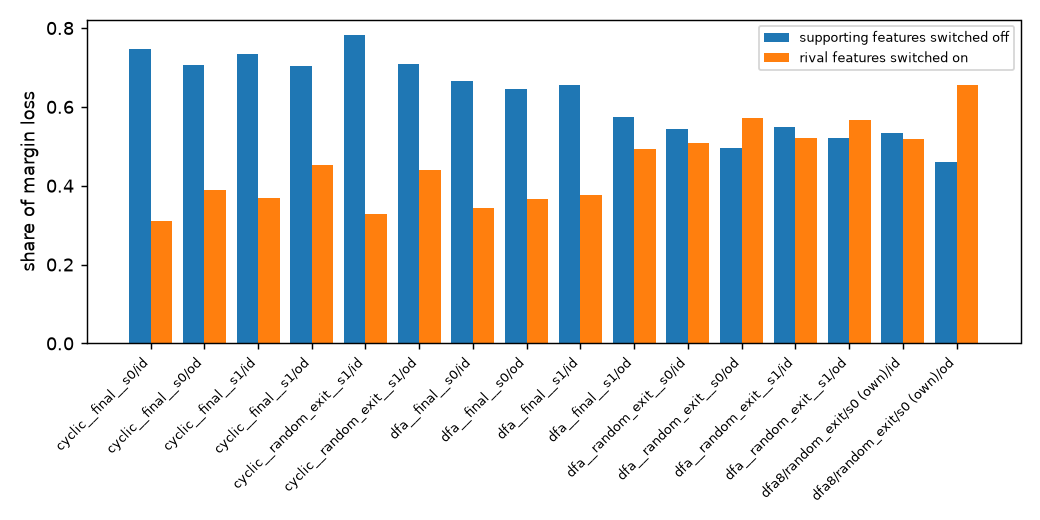 0.8
0.6
0.4
0.2
0.0
share of margin loss
supporting features switched off
rival features switched on
cyclic__final__s0/id
cyclic__final__s0/od
cyclic__final__s1/id
cyclic__final__s1/od
cyclic__random_exit__s1/id
cyclic__random_exit__s1/od
dfa__final__s0/id
dfa__final__s0/od
dfa__final__s1/id
dfa__final__s1/od
dfa__random_exit__s0/id
dfa__random_exit__s0/od
dfa__random_exit__s1/id
dfa__random_exit__s1/od
dfa8/random_exit/s0 (own)/id
dfa8/random_exit/s0 (own)/od